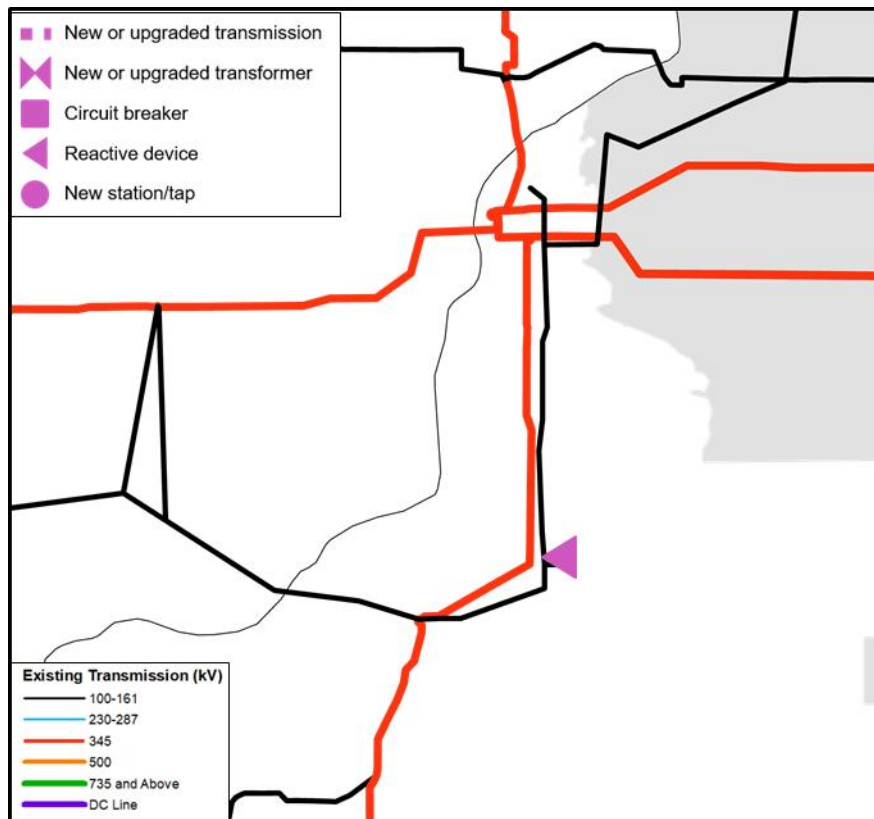 New or upgraded transmission
New or upgraded transformer
Circuit breaker
Reactive device
New station/tap
Existing Transmission (kV)
100-161
230-287
345
500
735 and Above
DC Line